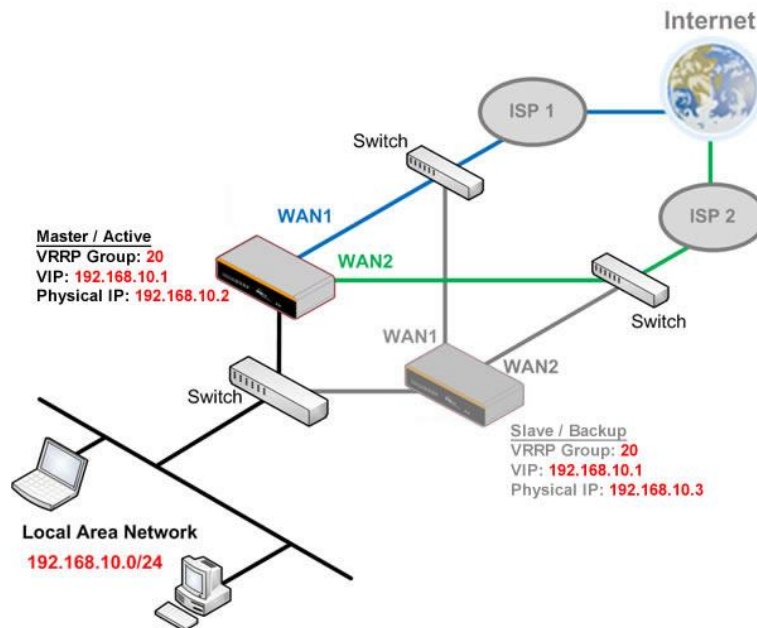 Internet
ISP 1
Switch
WAN1
Master / Active
VRRP Group: 20
VIP: 192.168.10.1
Physical IP: 192.168.10.2
WAN2
ISP 2
Switch
WAN1
WAN2
Switch
Slave / Backup
VRRP Group: 20
VIP: 192.168.10.1
Physical IP: 192.168.10.3
Local Area Network
192.168.10.0/24